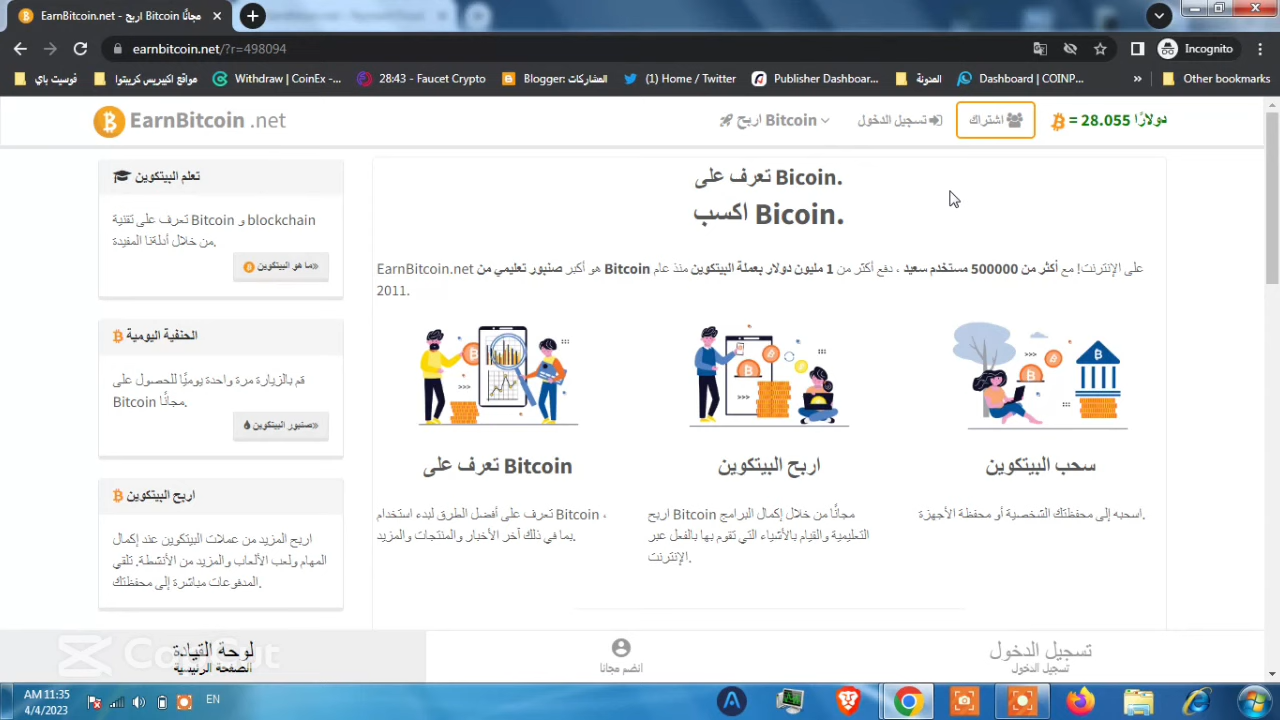 EarnBitcoin.net - اربح Bitcoin مجانًا
earnbitcoin.net/?r=498094
Incognito
فوسيت باي
مواقع اكيبريس كريبتوا
Withdraw | CoinEx -...
28:43 - Faucet Crypto
Blogger: المشاركات
(1) Home / Twitter
Publisher Dashboar...
المدونة
Dashboard | COINP...
»
Other bookmarks
EarnBitcoin .net
اربح Bitcoin
تسجيل الدخول
اشتراك
= 28.055 دولارًا
تعلم البيتكوين
تعرف على تقنية Bitcoin و blockchain
من خلال أدلتنا المفيدة.
ما هو البيتكوين»
الحنفية اليومية
قم بالزيارة مرة واحدة يوميًا للحصول على
Bitcoin مجانًا.
صنبور البيتكوين»
اربح البيتكوين
اربح المزيد من عملات البيتكوين عند إكمال
المهام ولعب الألعاب والمزيد من الأنشطة. تلقي
المدفوعات مباشرة إلى محفظتك.
تعرف على Bicoin.
اكسب Bicoin.
EarnBitcoin.net هو أكبر صنبور تعليمي من Bitcoin على الإنترنت! مع أكثر من 500000 مستخدم سعيد ، دفع أكثر من 1 مليون دولار بعملة البيتكوين منذ عام
2011.
تعرف على Bitcoin
تعرف على أفضل الطرق لبدء استخدام Bitcoin ،
بما في ذلك آخر الأخبار والمنتجات والمزيد.
اربح البيتكوين
اربح Bitcoin مجانًا من خلال إكمال البرامج
التعليمية والقيام بالأشياء التي تقوم بها بالفعل عبر
الإنترنت.
سحب البيتكوين
اسحبه إلى محفظتك الشخصية أو محفظة الأجهزة.
لوحة القيادة
الصفحة الرئيسية
انضم مجانا
تسجيل الدخول
تسجيل الدخول
CapCut
AM 11:35
4/4/2023
EN